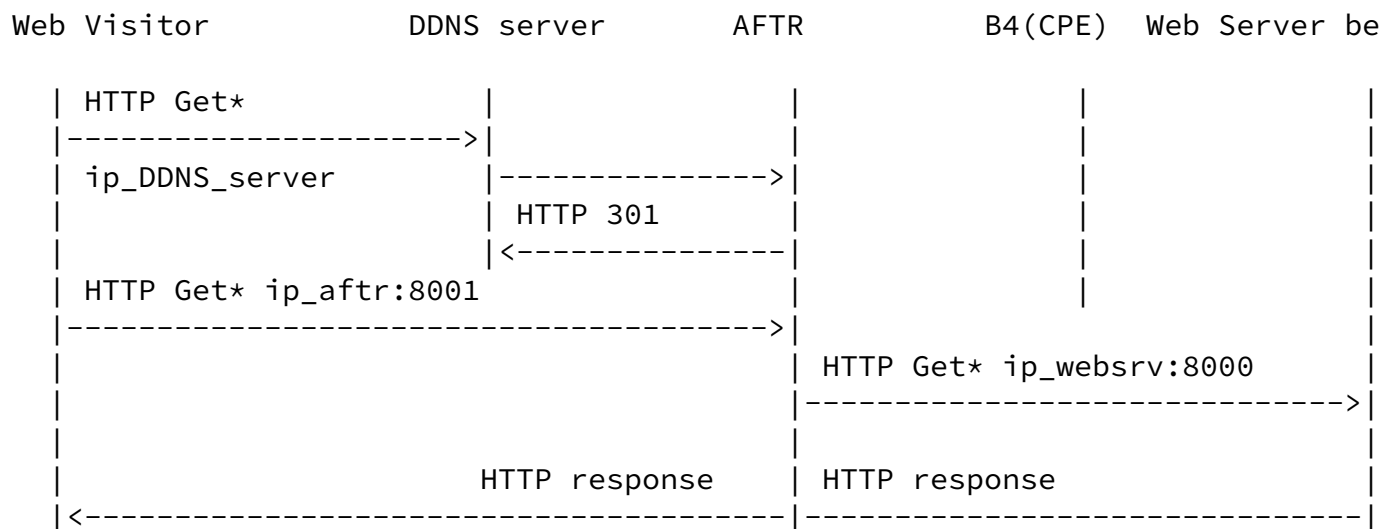 Web Visitor DDNS server AFTR B4(CPE) Web Server be
HTTP Get*
ip_DDNS_server
HTTP 301
HTTP Get* ip_aftr:8001
HTTP Get* ip_websrv:8000
HTTP response HTTP response